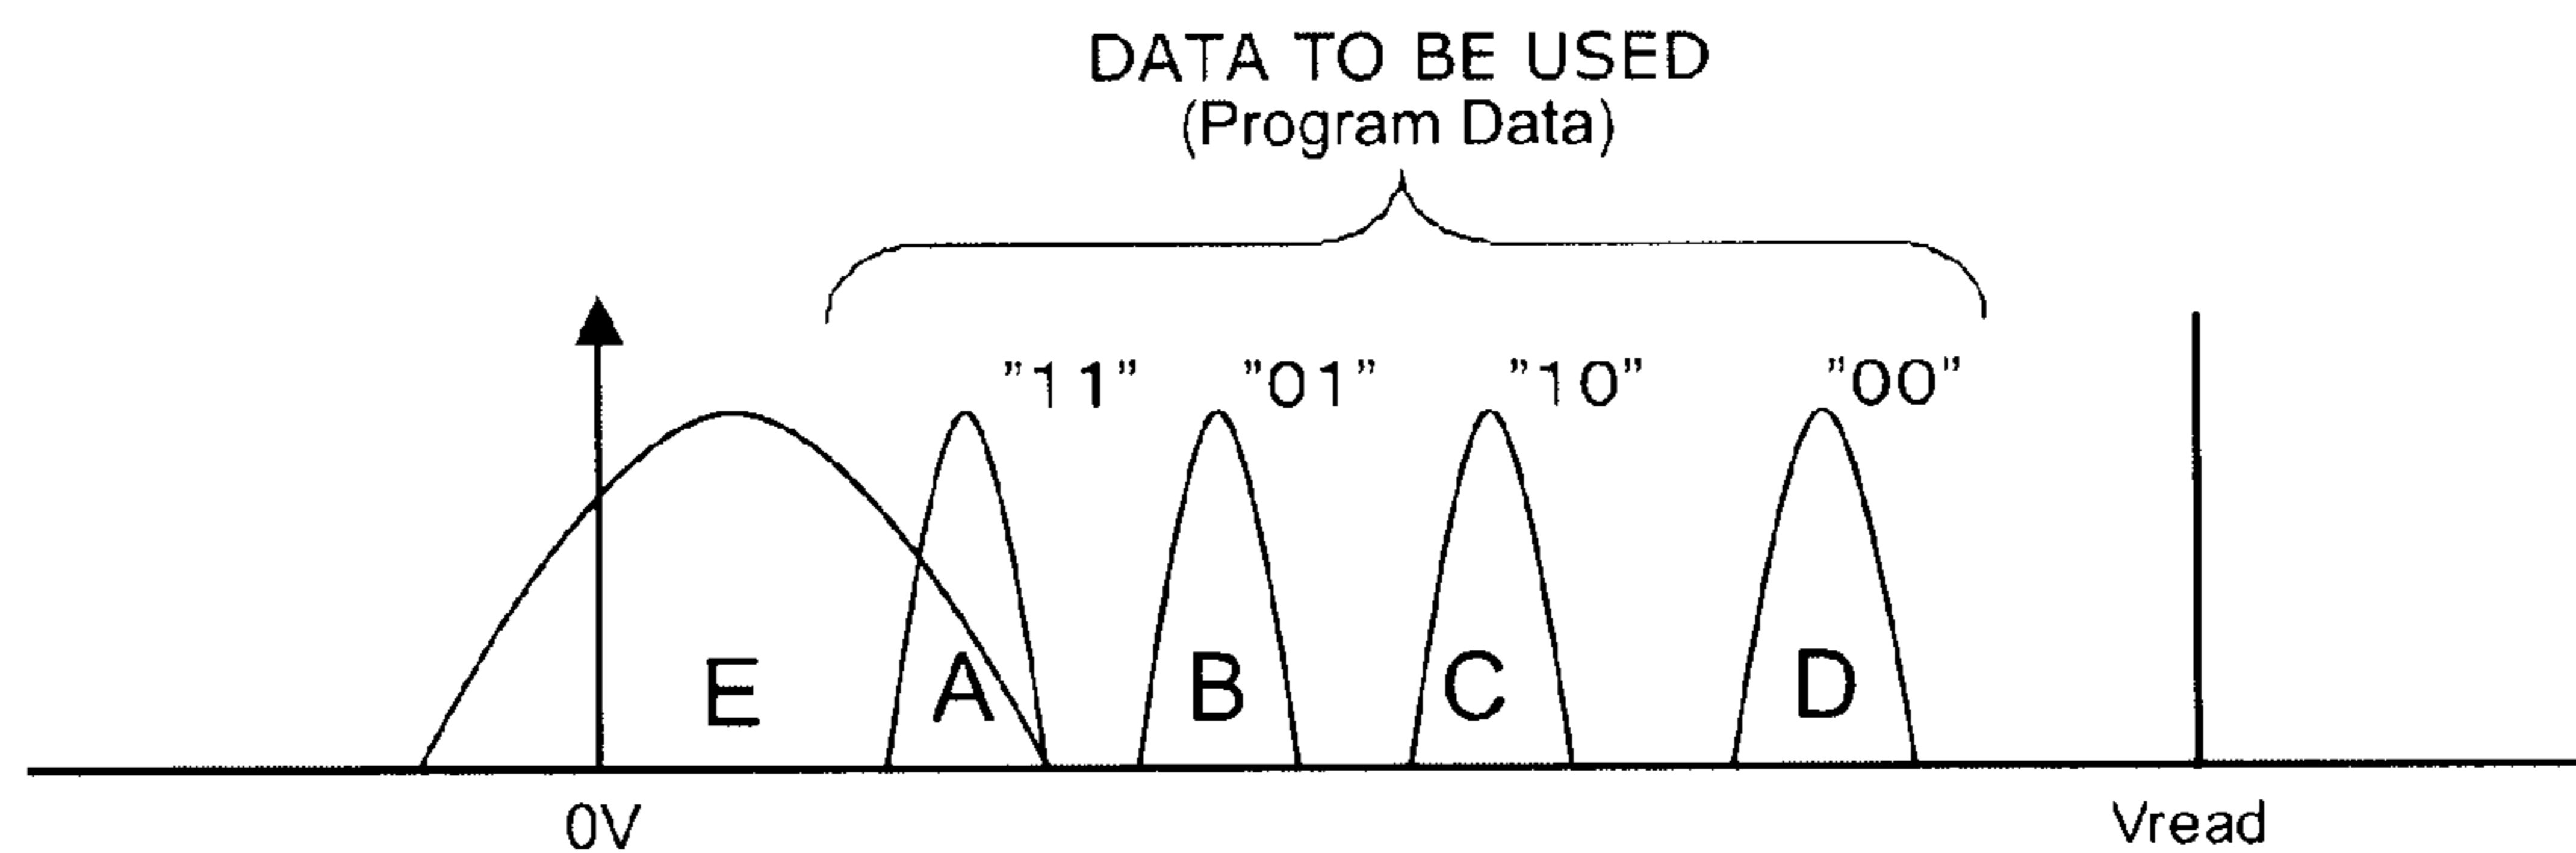 DATA TO BE USED
(Program Data)
”11” ”01” ”10” ”00”
E A B C D
0V Vread